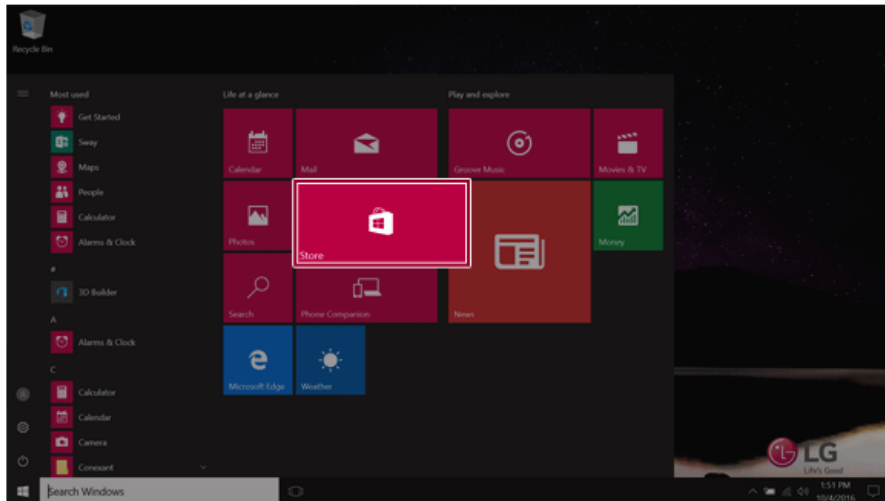 Recycle Bin
Most used
Get Started
Sway
Maps
People
Calculator
Alarms & Clock
#
3D Builder
A
Alarms & Clock
C
Calculator
Calendar
Camera
Conexant
Life at a glance
Calendar
Mail
Photos
Store
Search
Phone Companion
Microsoft Edge
Weather
Play and explore
Groove Music
Movies & TV
News
Money
LG
Life's Good
Search Windows
1:51 PM
10/4/2016